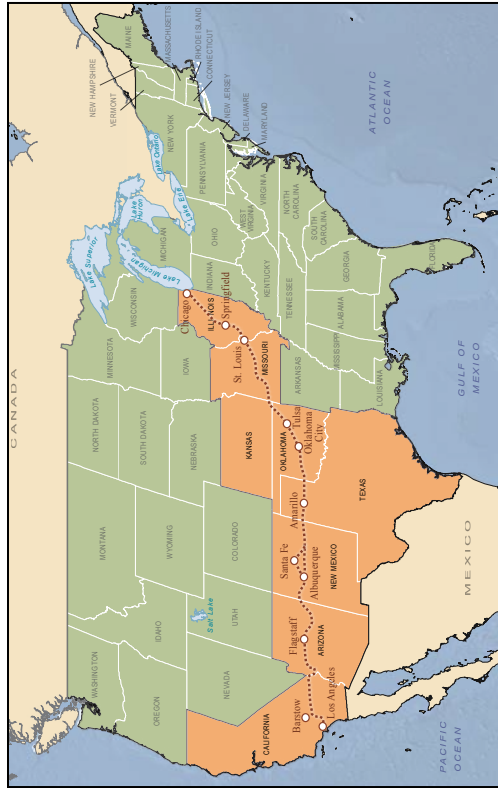 CANADA
WASHINGTON
MONTANA
NORTH DAKOTA
MINNESOTA
Lake Superior
MAINE
OREGON
IDAHO
WYOMING
SOUTH DAKOTA
WISCONSIN
Lake Michigan
Lake
Huron
MICHIGAN
Lake Ontario
Lake Erie
NEW YORK
NEW HAMPSHIRE
VERMONT
MASSACHUSETTS
RHODE ISLAND
CONNECTICUT
NEW JERSEY
DELAWARE
MARYLAND
PENNSYLVANIA
NEVADA
Salt Lake
UTAH
COLORADO
NEBRASKA
IOWA
Chicago
ILLINOIS
Springfield
INDIANA
OHIO
WEST
VIRGINIA
VIRGINIA
CALIFORNIA
KANSAS
St. Louis
MISSOURI
KENTUCKY
NORTH
CAROLINA
Barstow
Los Angeles
Flagstaff
ARIZONA
Santa Fe
Albuquerque
NEW MEXICO
Amarillo
OKLAHOMA
Tulsa
Oklahoma
City
ARKANSAS
TENNESSEE
SOUTH
CAROLINA
TEXAS
LOUISIANA
MISSISSIPPI
ALABAMA
GEORGIA
FLORIDA
ATLANTIC
OCEAN
PACIFIC
OCEAN
MEXICO
GULF OF
MEXICO